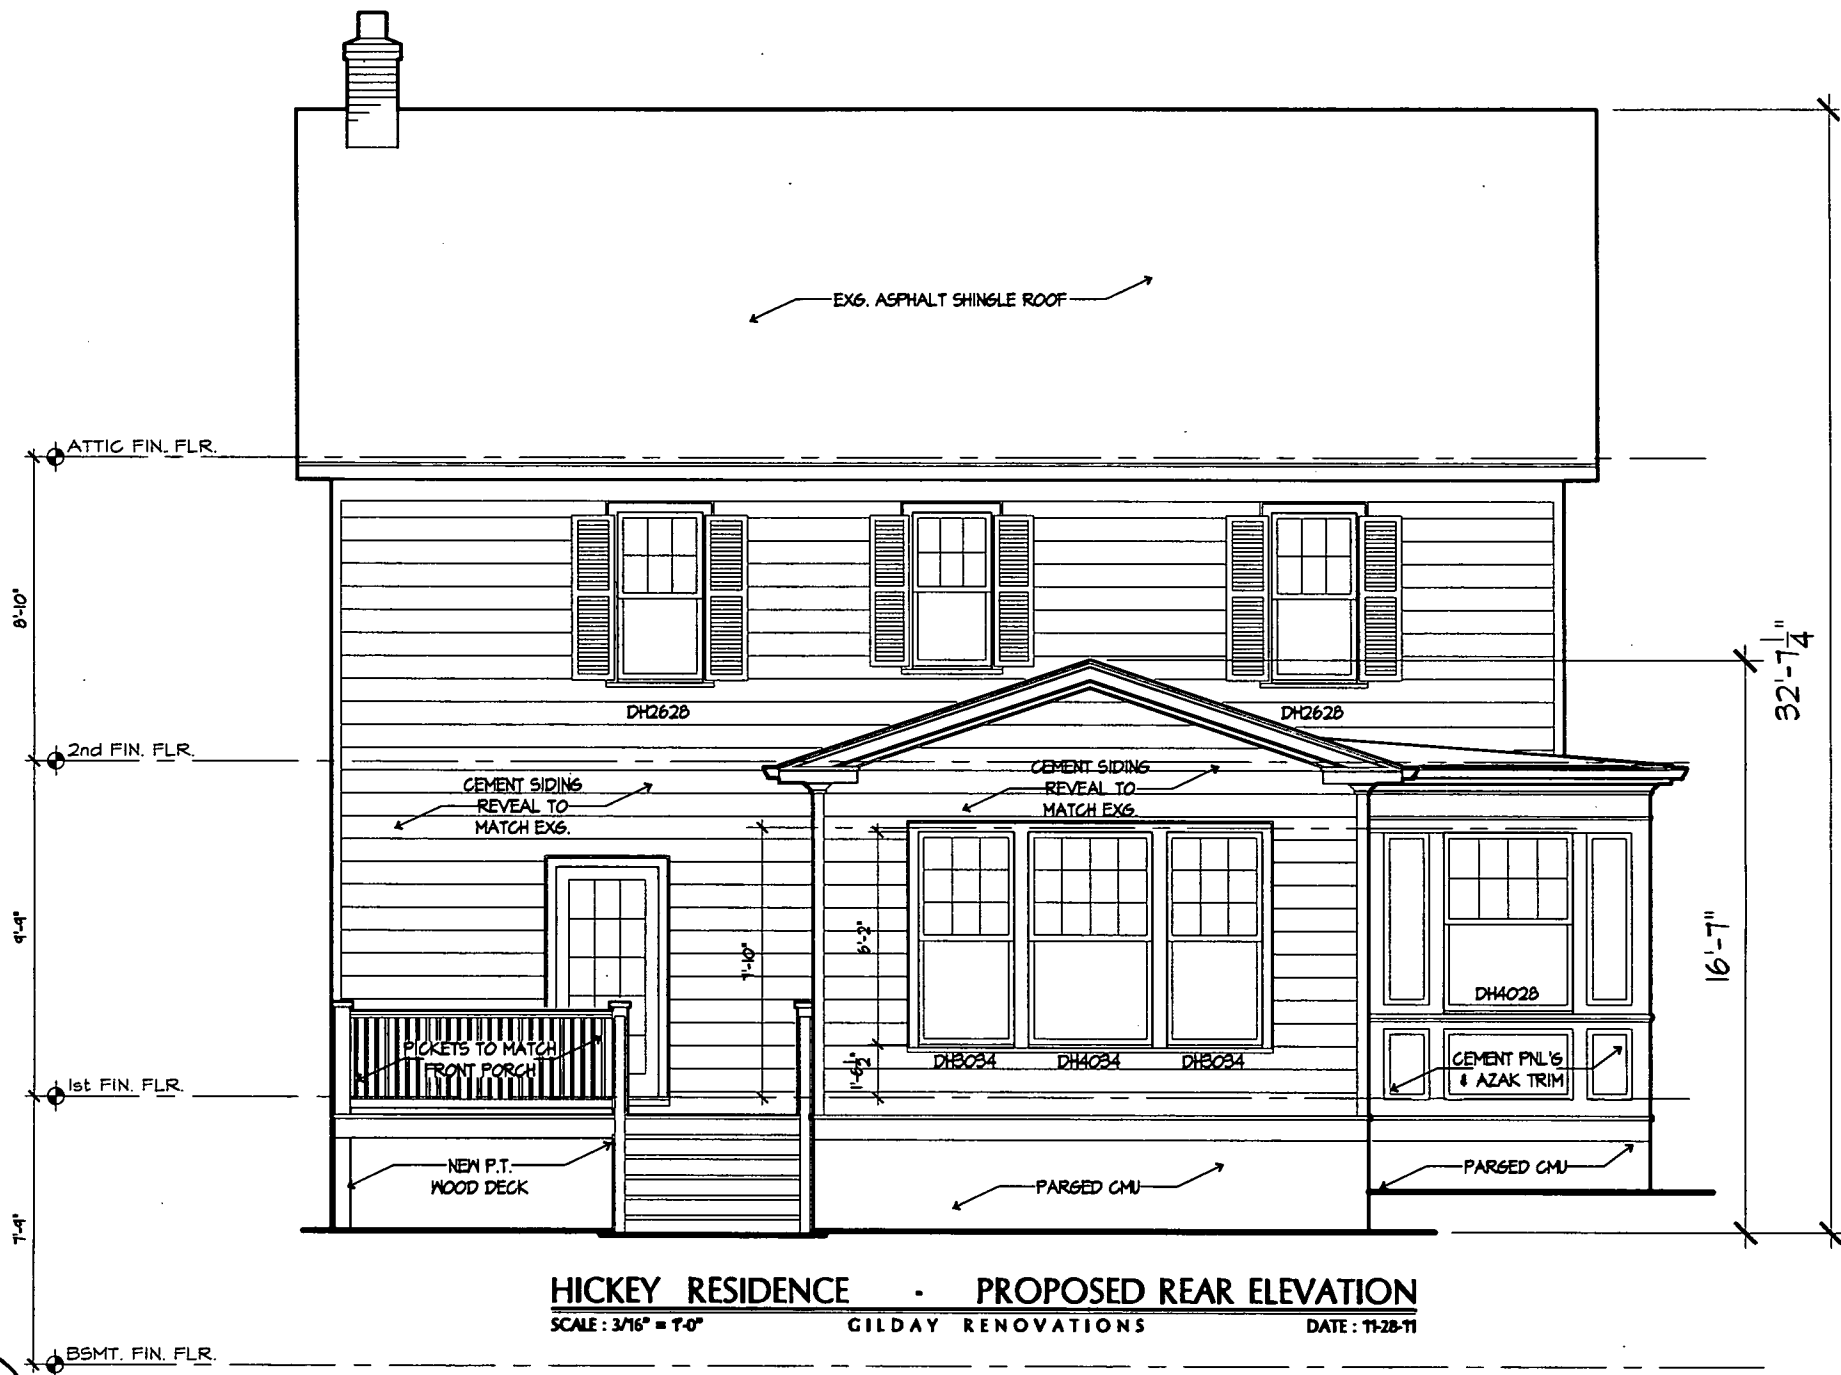 EXG. ASPHALT SHINGLE ROOF
ATTIC FIN. FLR.
8'-10"
32'-7 1/4"
DH2628
DH2628
2nd FIN. FLR.
CEMENT SIDING
REVEAL TO
MATCH EXG.
CEMENT SIDING
REVEAL TO
MATCH EXG.
9'-9"
7'-10"
6'-2"
16'-7"
DH4028
PICKETS TO MATCH
FRONT PORCH
1'-6 1/2"
DH3034
DH4034
DH3034
CEMENT PNL'S
& AZAK TRIM
1st FIN. FLR.
NEW P.T.
WOOD DECK
PARGED CMU
PARGED CMU
7'-9"
HICKEY RESIDENCE · PROPOSED REAR ELEVATION
SCALE : 3/16" = 1'-0" GILDAY RENOVATIONS DATE : 11-28-11
BSMT. FIN. FLR.